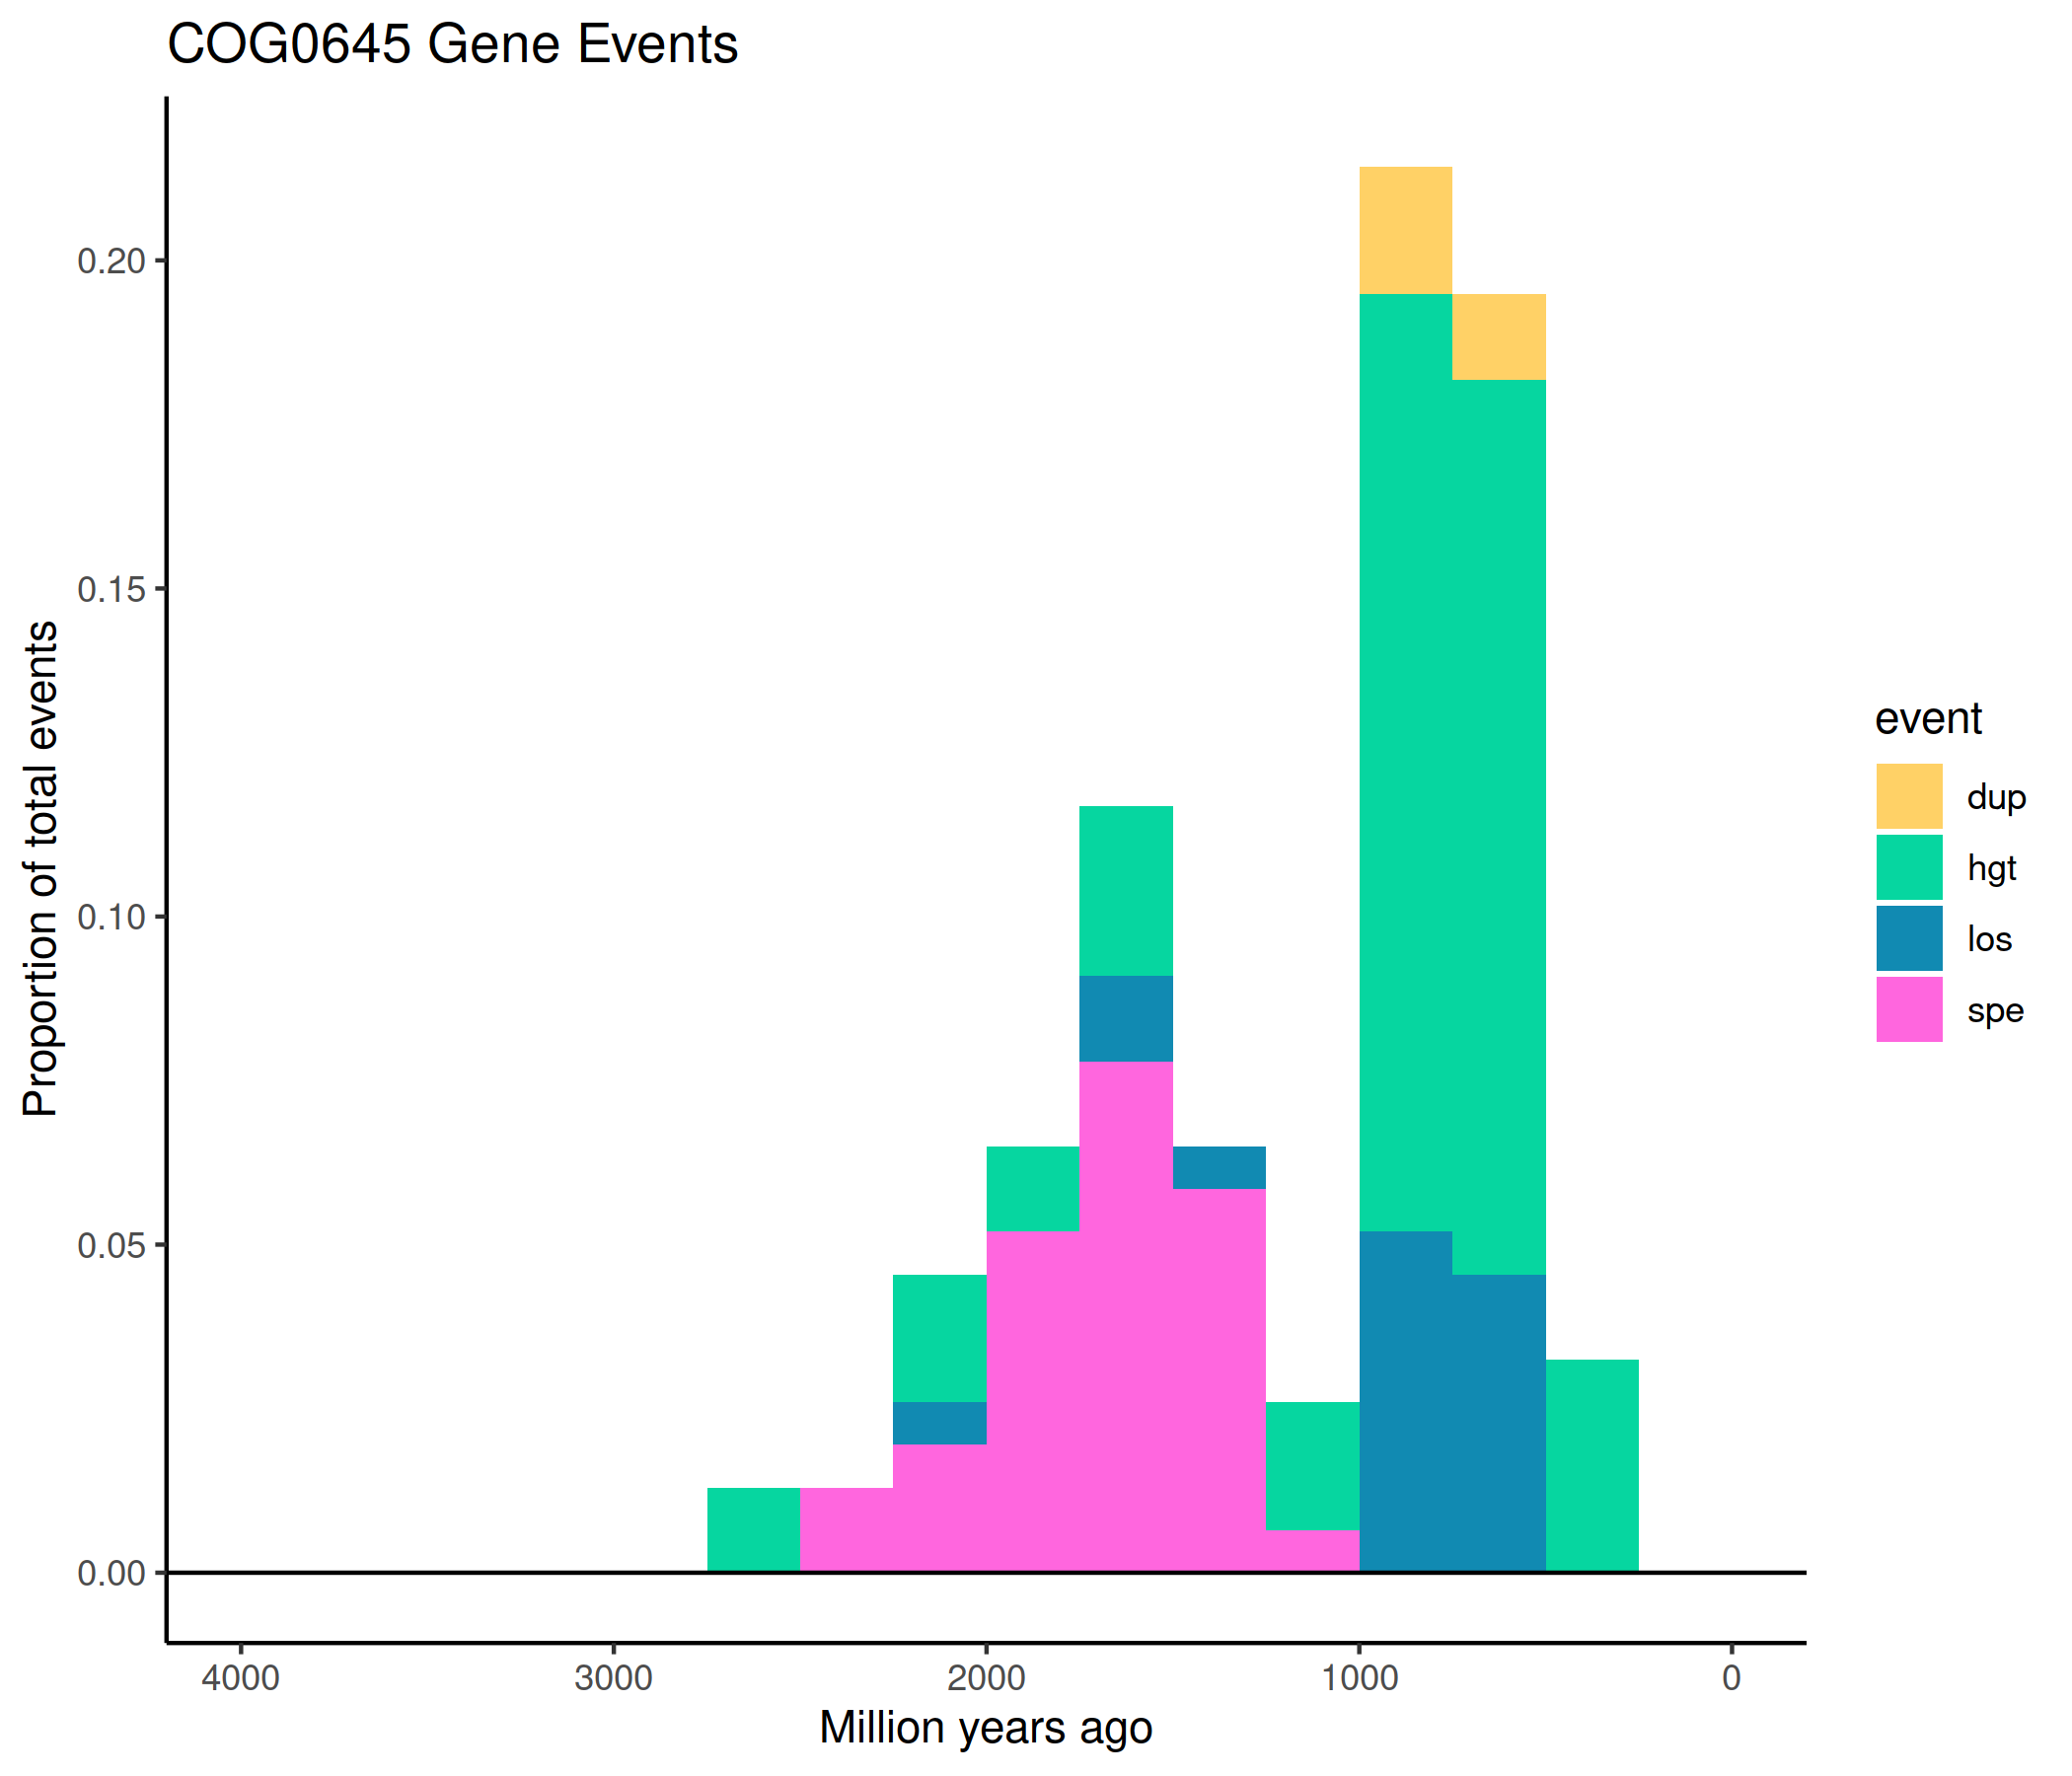 COG0645 Gene Events
Proportion of total events
0.20
0.15
0.10
0.05
0.00
4000 3000 2000 1000 0
Million years ago
event
dup
hgt
los
spe